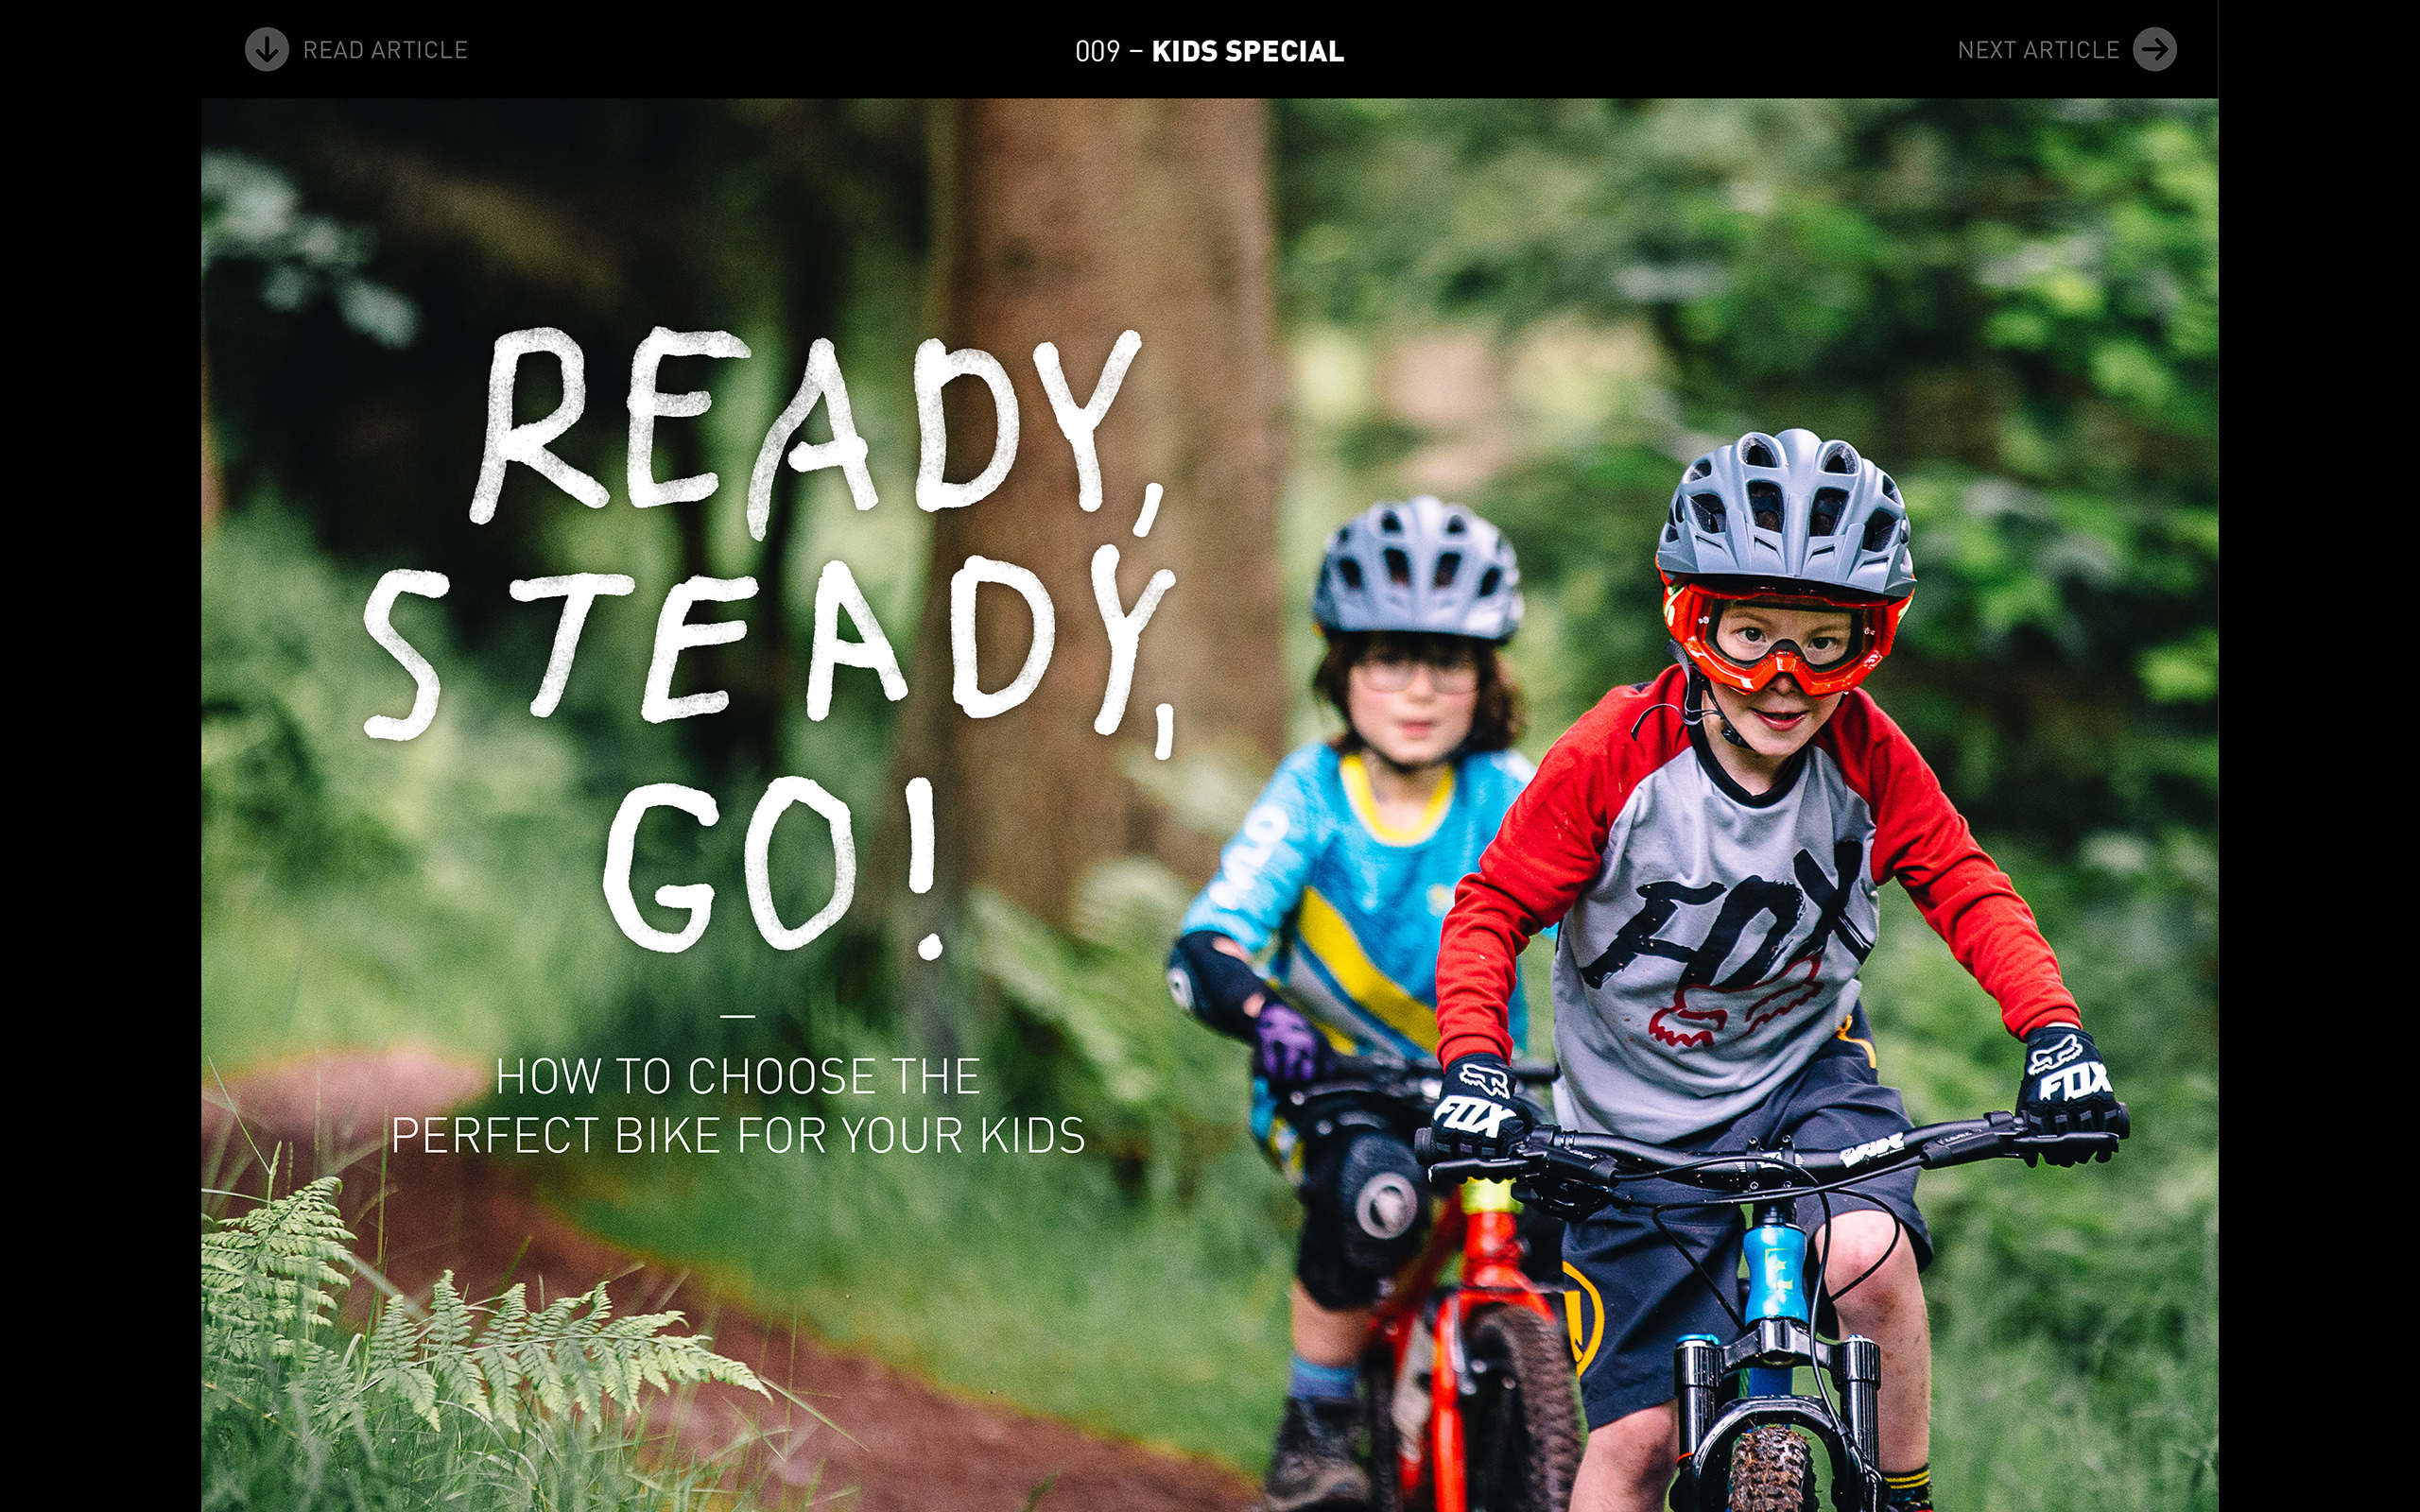 READ ARTICLE
009 – KIDS SPECIAL
NEXT ARTICLE
READY,
STEADY,
GO!
—
HOW TO CHOOSE THE
PERFECT BIKE FOR YOUR KIDS
FOX
FOX
FOX